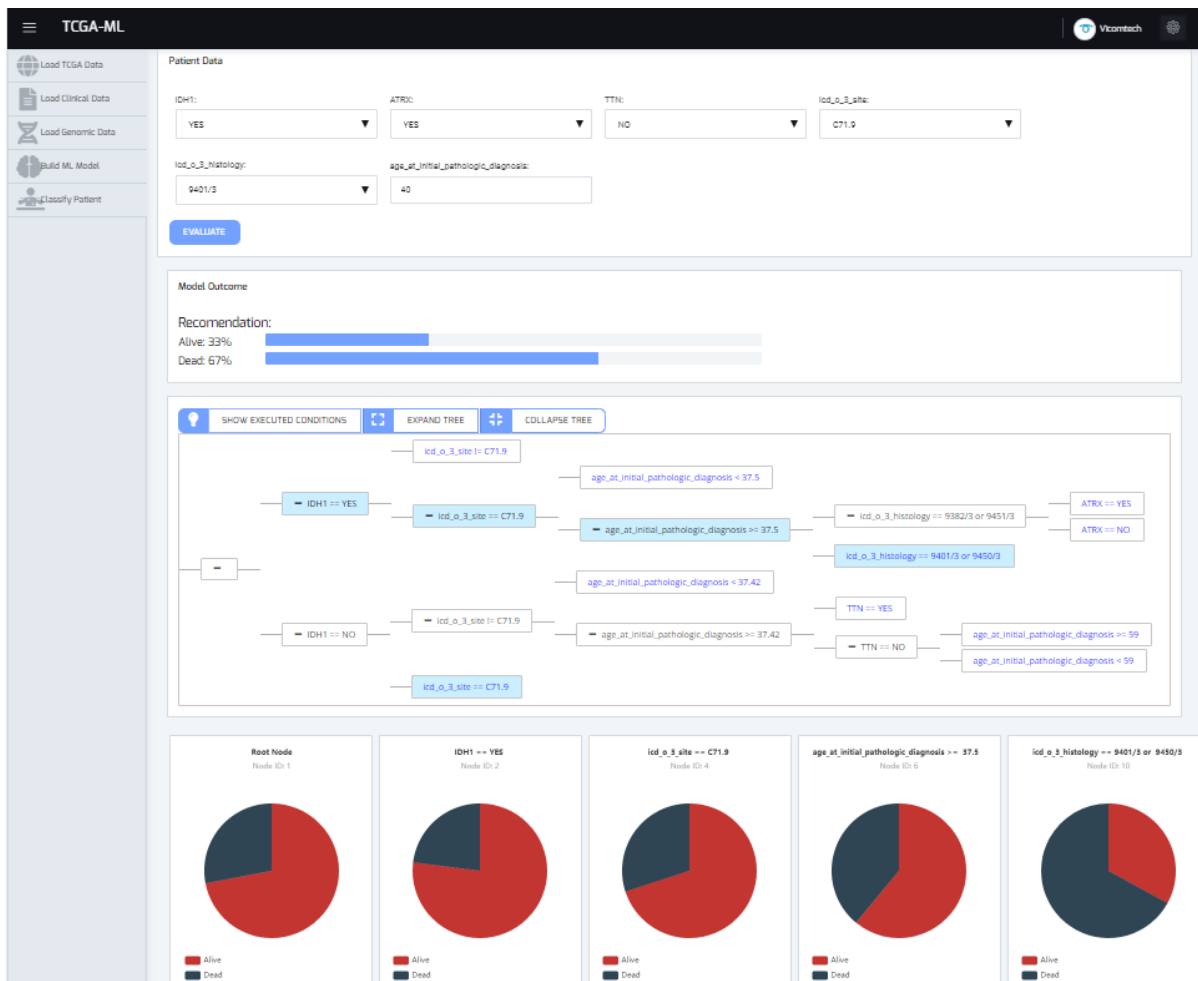 TCGA-ML
Vicomtech
Load TCGA Data
Load Clinical Data
Load Genomic Data
Build ML Model
Classify Patient
Patient Data
IDH1:
ATRX:
TTN:
icd_o_3_site:
YES
YES
NO
C71.9
icd_o_3_histology:
age_at_initial_pathologic_diagnosis:
9401/3
40
EVALUATE
Model Outcome
Recomendation:
Alive: 33%
Dead: 67%
SHOW EXECUTED CONDITIONS
EXPAND TREE
COLLAPSE TREE
icd_o_3_site != C71.9
age_at_initial_pathologic_diagnosis < 37.5
IDH1 == YES
icd_o_3_site == C71.9
icd_o_3_histology == 9382/3 or 9451/3
ATRX == YES
age_at_initial_pathologic_diagnosis >= 37.5
ATRX == NO
icd_o_3_histology == 9401/3 or 9450/3
age_at_initial_pathologic_diagnosis < 37.42
TTN == YES
icd_o_3_site != C71.9
IDH1 == NO
age_at_initial_pathologic_diagnosis >= 37.42
age_at_initial_pathologic_diagnosis >= 59
TTN == NO
age_at_initial_pathologic_diagnosis < 59
icd_o_3_site == C71.9
Root Node
Node ID: 1
Alive
Dead
IDH1 == YES
Node ID: 2
Alive
Dead
icd_o_3_site == C71.9
Node ID: 4
Alive
Dead
age_at_initial_pathologic_diagnosis >= 37.5
Node ID: 6
Alive
Dead
icd_o_3_histology == 9401/3 or 9450/3
Node ID: 10
Alive
Dead